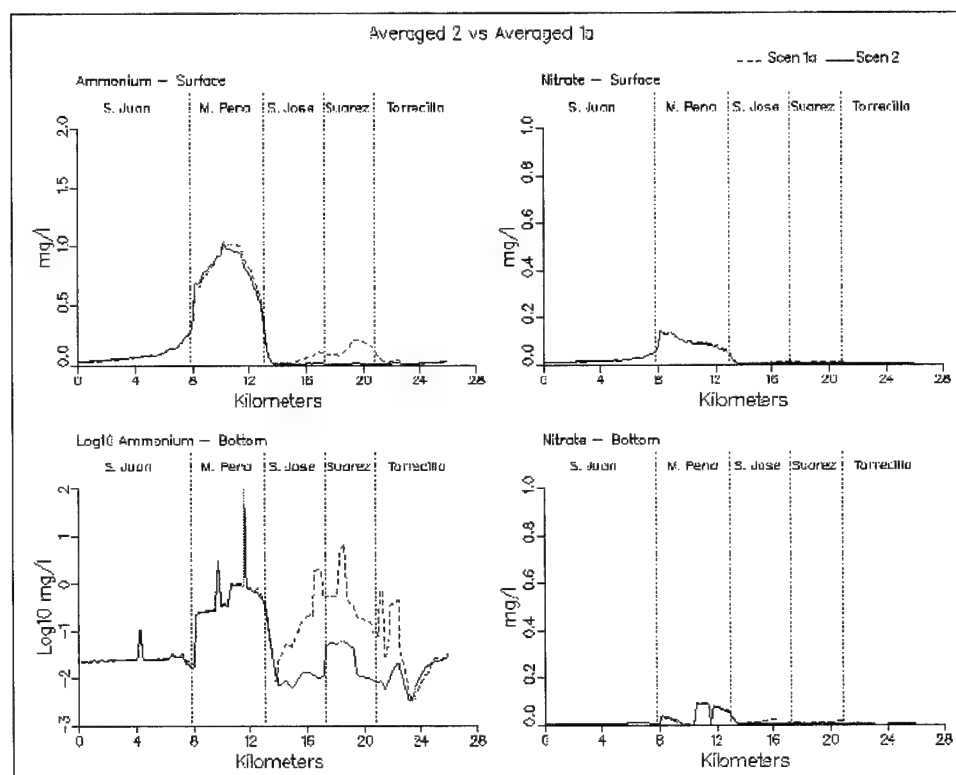 Averaged 2 vs Averaged 1a
--- Scen 1a — Scen 2
Ammonium — Surface
S. Juan M. Pena S. Jose Suarez Torrecilla
mg/l
2.0
1.5
1.0
0.5
0.0
0 4 8 12 16 20 24 28
Kilometers
Nitrate — Surface
S. Juan M. Pena S. Jose Suarez Torrecilla
mg/l
1.0
0.8
0.6
0.4
0.2
0.0
0 4 8 12 16 20 24 28
Kilometers
Log10 Ammonium — Bottom
S. Juan M. Pena S. Jose Suarez Torrecilla
Log10 mg/l
2
1
0
-1
-2
-3
0 4 8 12 16 20 24 28
Kilometers
Nitrate — Bottom
S. Juan M. Pena S. Jose Suarez Torrecilla
mg/l
1.0
0.8
0.6
0.4
0.2
0.0
0 4 8 12 16 20 24 28
Kilometers